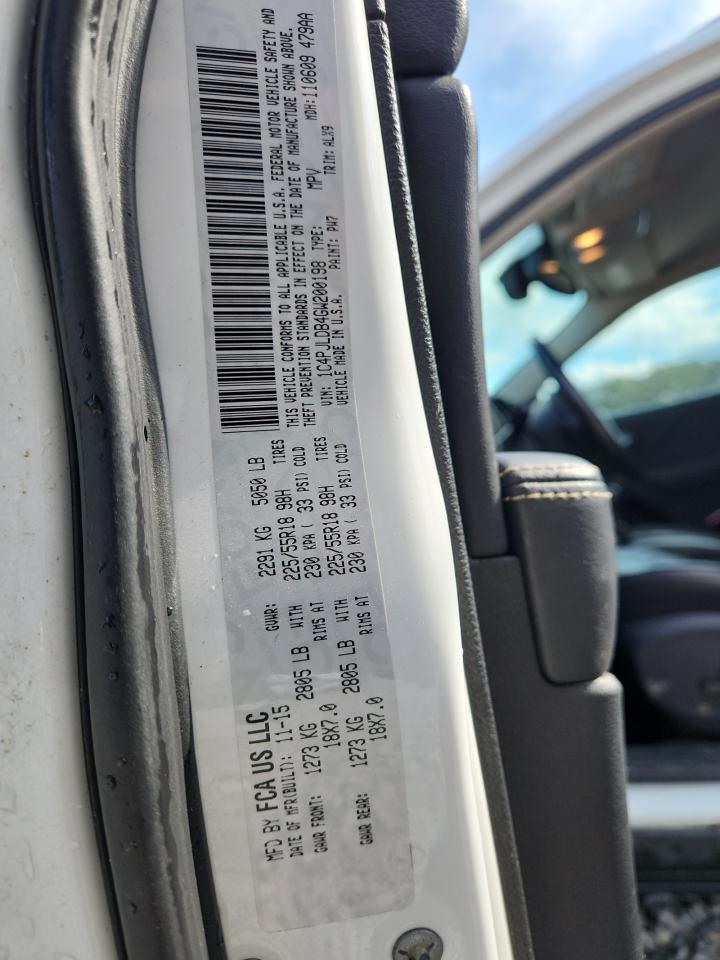 MFD BY FCA US LLC
DATE OF MFR(BUILT): 11-15 GVWR: 2291 KG 5050 LB
GAWR FRONT: 1273 KG 2805 LB WITH 225/55R18 98H TIRES
18X7.0 RIMS AT 230 KPA ( 33 PSI) COLD
GAWR REAR: 1273 KG 2805 LB WITH 225/55R18 98H TIRES
18X7.0 RIMS AT 230 KPA ( 33 PSI) COLD
THIS VEHICLE CONFORMS TO ALL APPLICABLE U.S.A. FEDERAL MOTOR VEHICLE SAFETY AND
THEFT PREVENTION STANDARDS IN EFFECT ON THE DATE OF MANUFACTURE SHOWN ABOVE.
VIN: 1C4PJLDB4GW200198 TYPE: MPV MDH: 110609 479AA
VEHICLE MADE IN U.S.A. PAINT: PW7 TRIM: ALX9